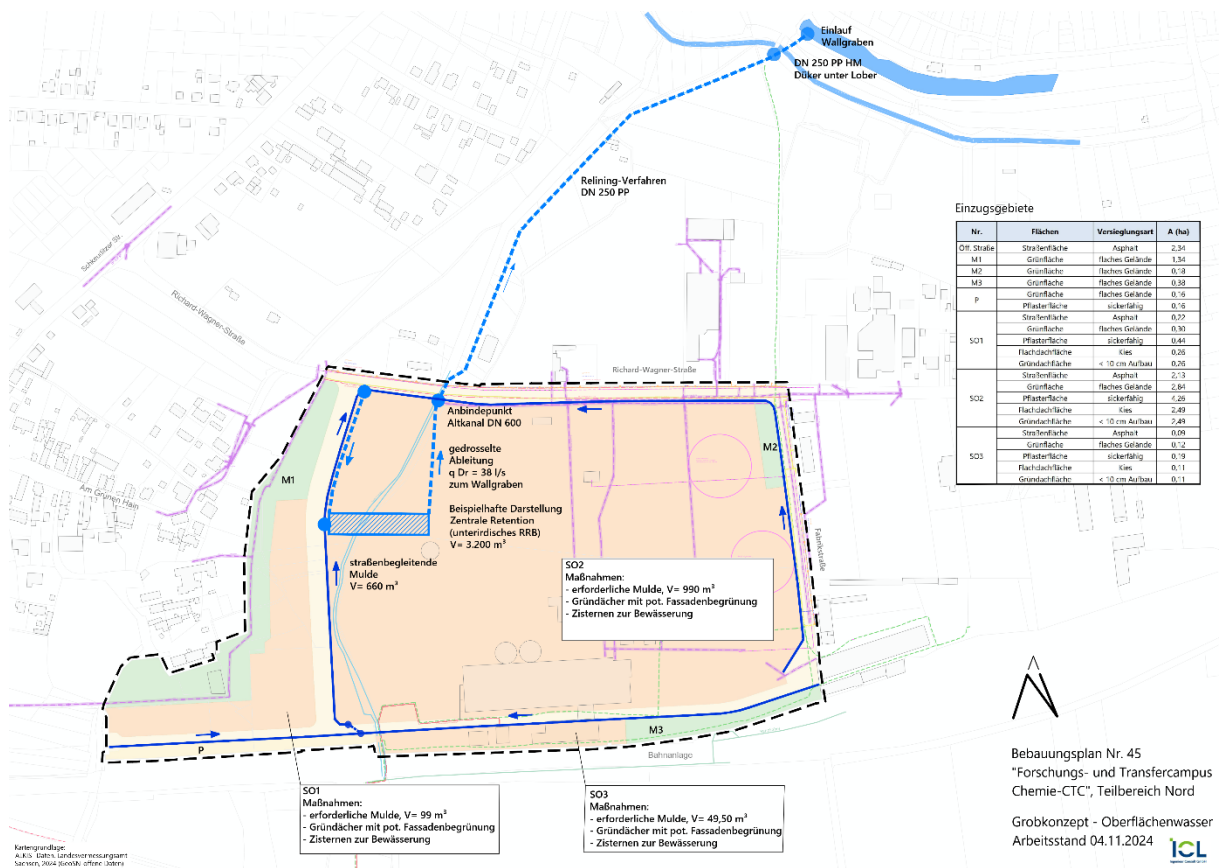 Einlauf
Wallgraben
DN 250 PP HM
Düker unter Lober
Relining-Verfahren
DN 250 PP
Schkeuditzer Str.
Richard-Wagner-Straße
Richard-Wagner-Straße
Am Grünen Hain
Fabrikstraße
Einzugsgebiete
Nr. Flächen Versieglungsart A (ha)
Öff. Straße Straßenfläche Asphalt 2,34
M1 Grünfläche flaches Gelände 1,34
M2 Grünfläche flaches Gelände 0,18
M3 Grünfläche flaches Gelände 0,38
P Grünfläche flaches Gelände 0,16
Pflasterfläche sickerfähig 0,16
SO1 Straßenfläche Asphalt 0,22
Grünfläche flaches Gelände 0,30
Pflasterfläche sickerfähig 0,44
Flachdachfläche Kies 0,26
Gründachfläche < 10 cm Aufbau 0,26
SO2 Straßenfläche Asphalt 2,13
Grünfläche flaches Gelände 2,84
Pflasterfläche sickerfähig 4,26
Flachdachfläche Kies 2,49
Gründachfläche < 10 cm Aufbau 2,49
SO3 Straßenfläche Asphalt 0,09
Grünfläche flaches Gelände 0,12
Pflasterfläche sickerfähig 0,19
Flachdachfläche Kies 0,11
Gründachfläche < 10 cm Aufbau 0,11
Anbindepunkt
Altkanal DN 600
gedrosselte
Ableitung
q Dr = 38 l/s
zum Wallgraben
Beispielhafte Darstellung
Zentrale Retention
(unterirdisches RRB)
V= 3.200 m³
straßenbegleitende
Mulde
V= 660 m³
M1
M2
M3
P
Bahnanlage
SO2
Maßnahmen:
- erforderliche Mulde, V= 990 m³
- Gründächer mit pot. Fassadenbegrünung
- Zisternen zur Bewässerung
SO1
Maßnahmen:
- erforderliche Mulde, V= 99 m³
- Gründächer mit pot. Fassadenbegrünung
- Zisternen zur Bewässerung
SO3
Maßnahmen:
- erforderliche Mulde, V= 49,50 m³
- Gründächer mit pot. Fassadenbegrünung
- Zisternen zur Bewässerung
Bebauungsplan Nr. 45
"Forschungs- und Transfercampus
Chemie-CTC", Teilbereich Nord
Grobkonzept - Oberflächenwasser
Arbeitsstand 04.11.2024
ICL
Kartengrundlage:
ALKIS- Daten, Landesvermessungsamt
Sachsen, 2024 (GeoSN, offene Daten)